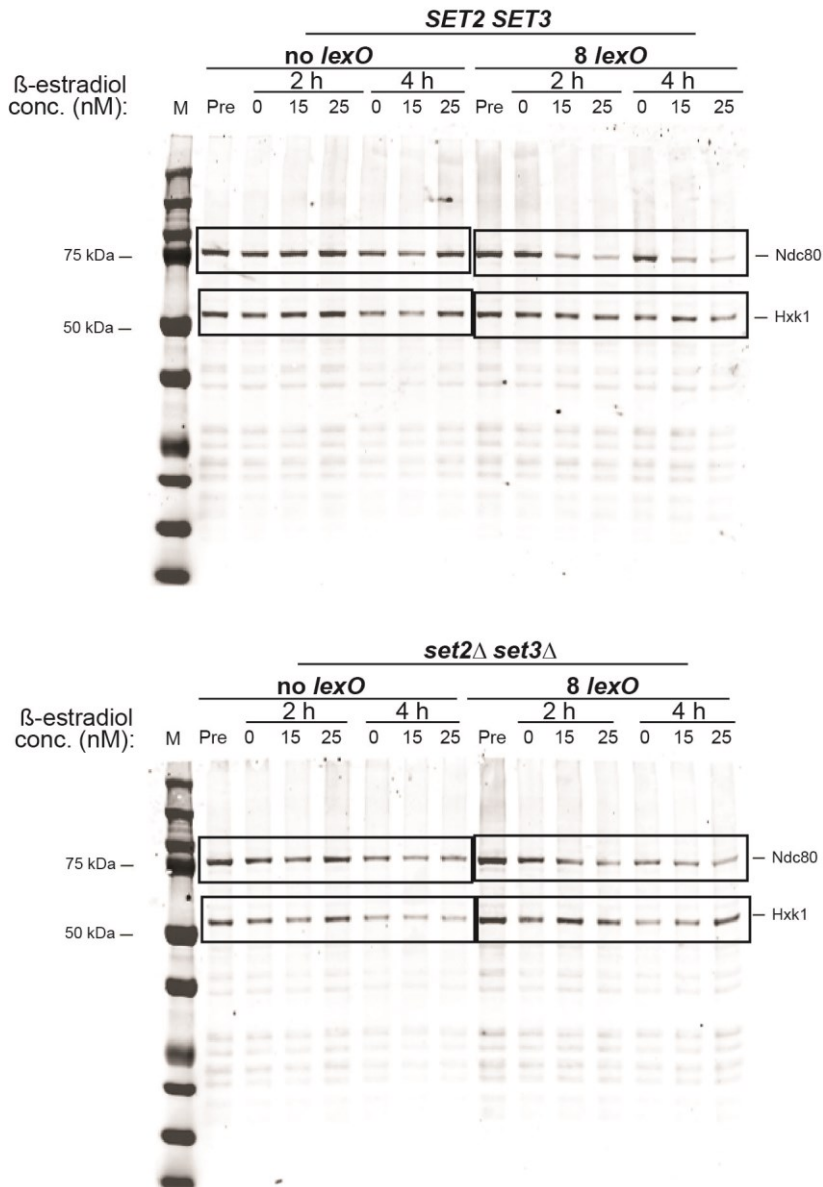 SET2 SET3
no lexO 8 lexO
ß-estradiol 2 h 4 h 2 h 4 h
conc. (nM): M Pre 0 15 25 0 15 25 Pre 0 15 25 0 15 25
75 kDa — — Ndc80
50 kDa — — Hxk1
set2∆ set3∆
no lexO 8 lexO
ß-estradiol 2 h 4 h 2 h 4 h
conc. (nM): M Pre 0 15 25 0 15 25 Pre 0 15 25 0 15 25
75 kDa — — Ndc80
50 kDa — — Hxk1